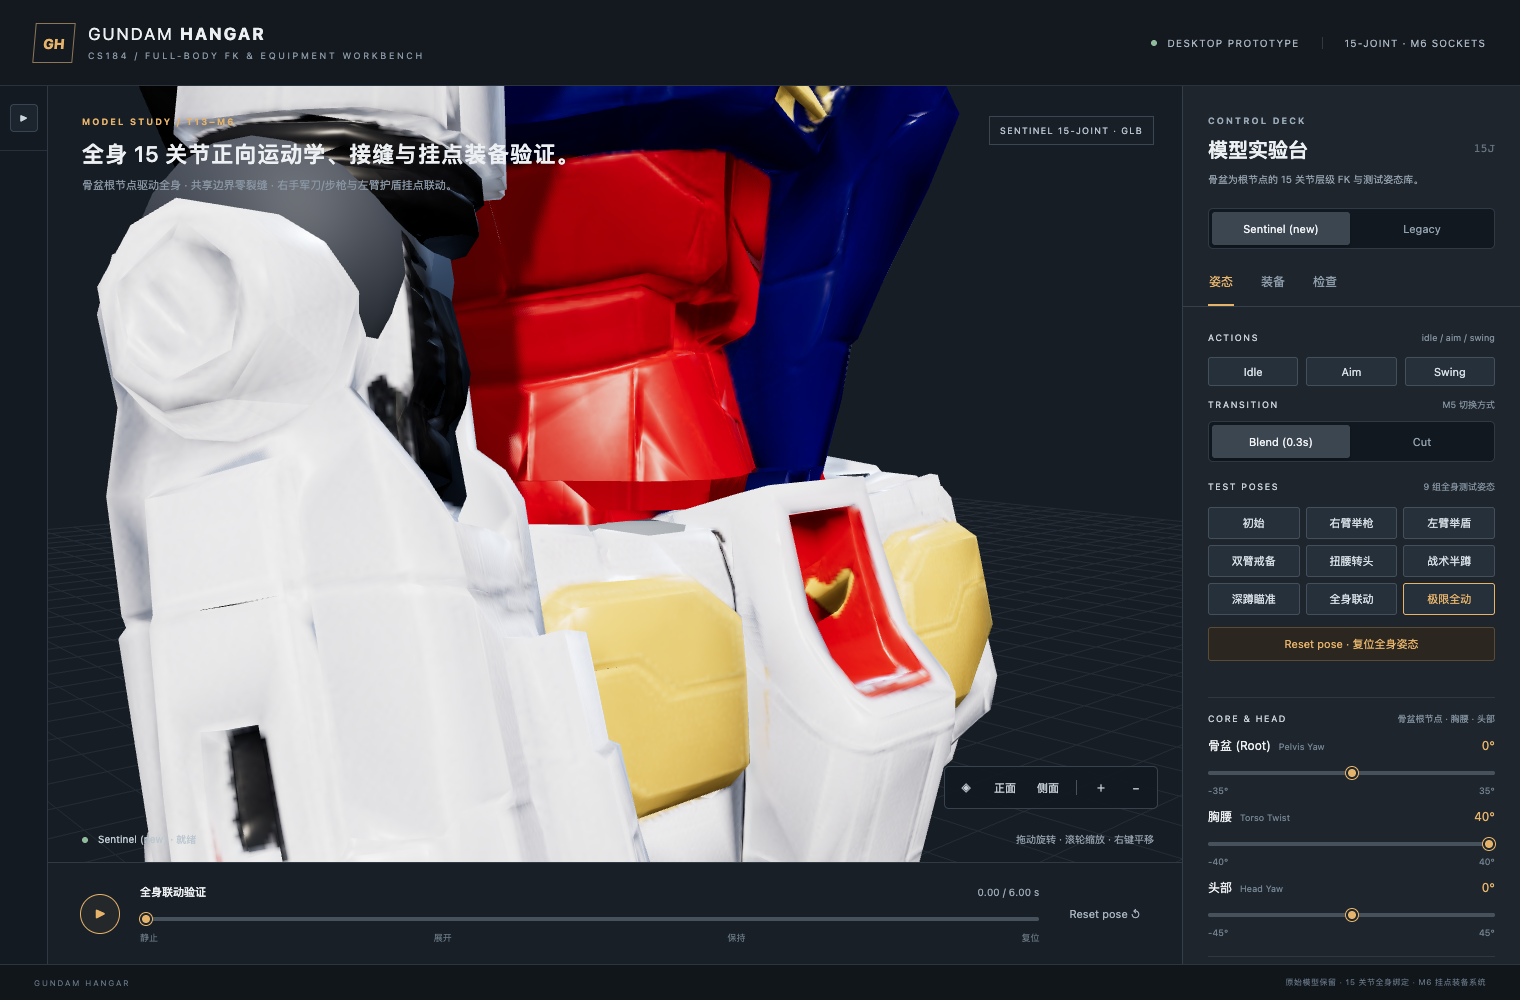 GH
GUNDAM HANGAR
CS184 / FULL-BODY FK & EQUIPMENT WORKBENCH
DESKTOP PROTOTYPE
15-JOINT · M6 SOCKETS
MODEL STUDY / T13–M6
全身 15 关节正向运动学、接缝与挂点装备验证。
骨盆根节点驱动全身 · 共享边界零裂缝 · 右手军刀/步枪与左臂护盾挂点联动。
SENTINEL 15-JOINT · GLB
正面 侧面 + −
Sentinel (new) · 就绪
拖动旋转 · 滚轮缩放 · 右键平移
全身联动验证
0.00 / 6.00 s
静止 展开 保持 复位
Reset pose
CONTROL DECK
模型实验台
15J
骨盆为根节点的 15 关节层级 FK 与测试姿态库。
Sentinel (new) Legacy
姿态 装备 检查
ACTIONS idle / aim / swing
Idle Aim Swing
TRANSITION M5 切换方式
Blend (0.3s) Cut
TEST POSES 9 组全身测试姿态
初始 右臂举枪 左臂举盾
双臂戒备 扭腰转头 战术半蹲
深蹲瞄准 全身联动 极限全动
Reset pose · 复位全身姿态
CORE & HEAD 骨盆根节点 · 胸腰 · 头部
骨盆 (Root) Pelvis Yaw 0°
-35° 35°
胸腰 Torso Twist 40°
-40° 40°
头部 Head Yaw 0°
-45° 45°
GUNDAM HANGAR
原始模型保留 · 15 关节全身绑定 · M6 挂点装备系统